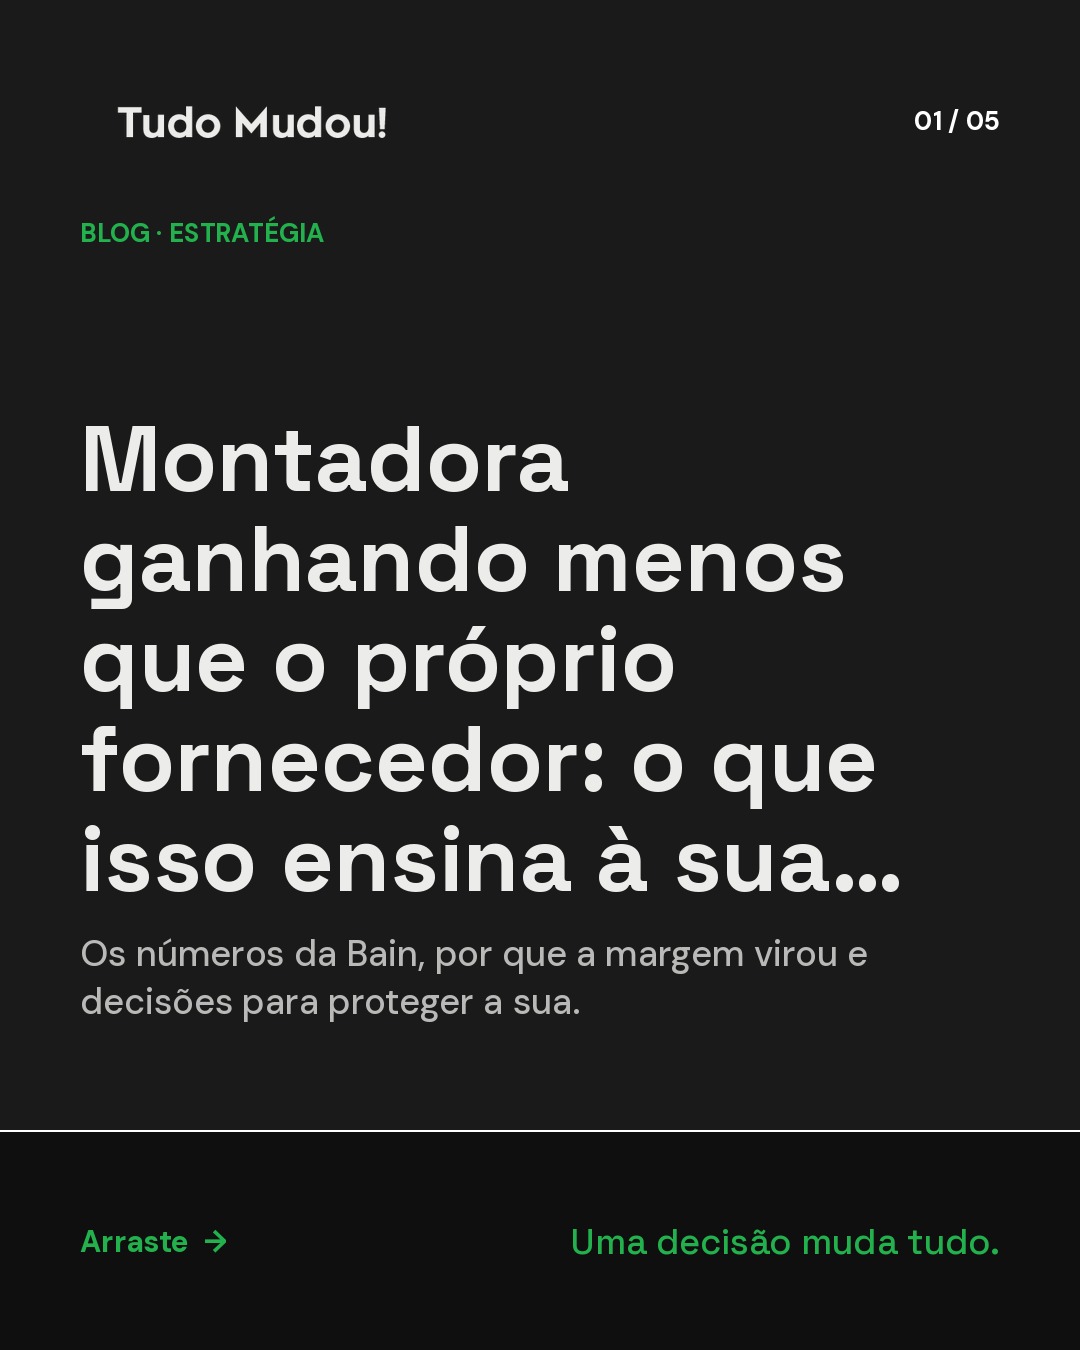 Tudo Mudou!
01 / 05
BLOG · ESTRATÉGIA
Montadora
ganhando menos
que o próprio
fornecedor: o que
isso ensina à sua...
Os números da Bain, por que a margem virou e
decisões para proteger a sua.
Arraste →
Uma decisão muda tudo.